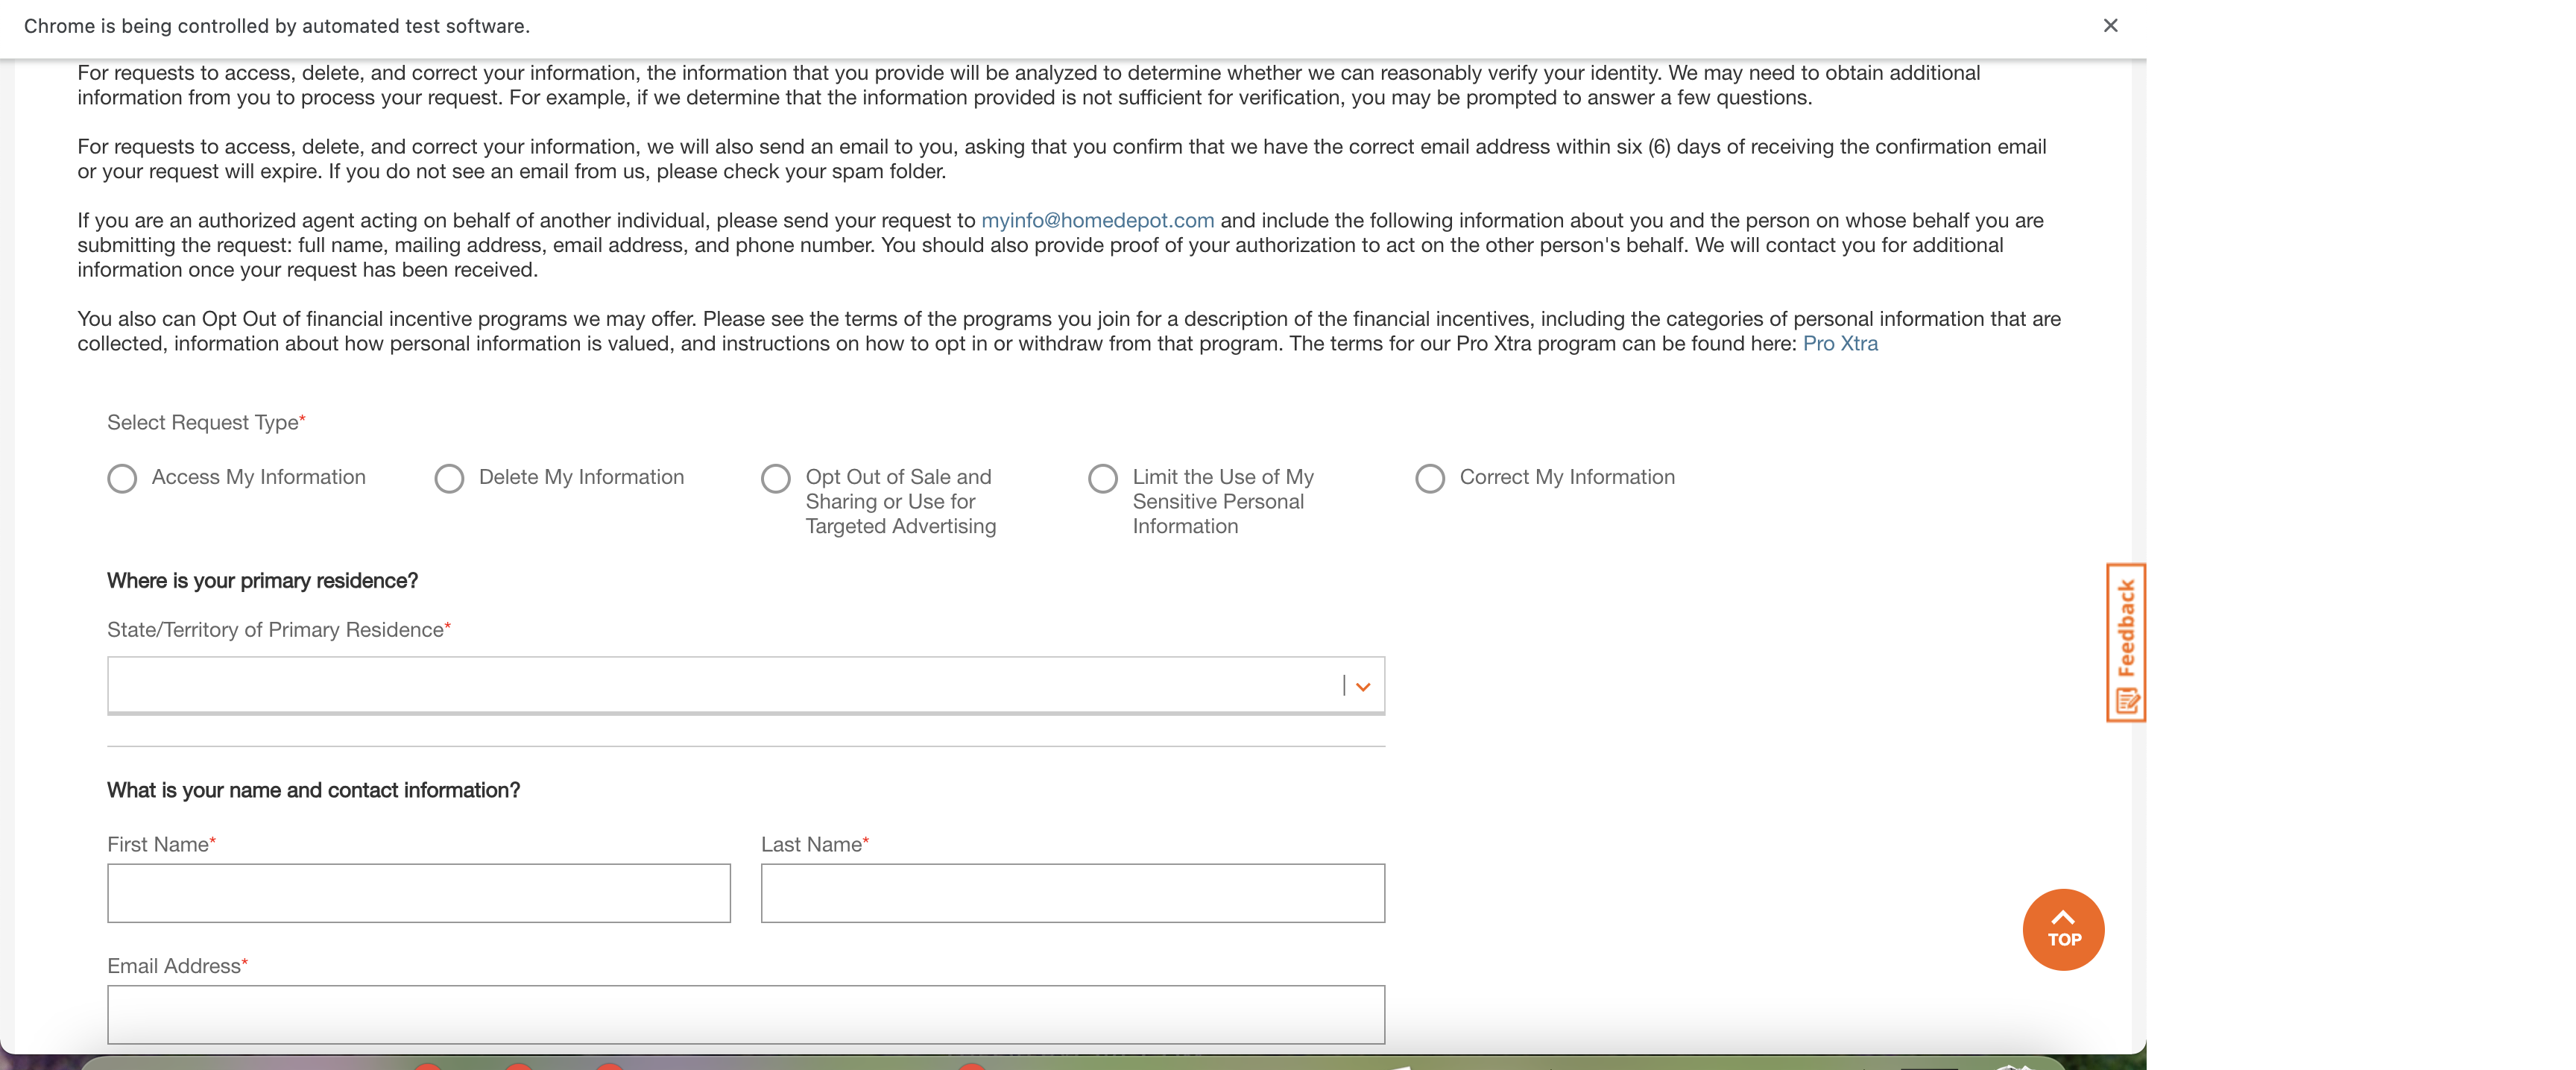 Chrome is being controlled by automated test software.
For requests to access, delete, and correct your information, the information that you provide will be analyzed to determine whether we can reasonably verify your identity. We may need to obtain additional
information from you to process your request. For example, if we determine that the information provided is not sufficient for verification, you may be prompted to answer a few questions.
For requests to access, delete, and correct your information, we will also send an email to you, asking that you confirm that we have the correct email address within six (6) days of receiving the confirmation email
or your request will expire. If you do not see an email from us, please check your spam folder.
If you are an authorized agent acting on behalf of another individual, please send your request to myinfo@homedepot.com and include the following information about you and the person on whose behalf you are
submitting the request: full name, mailing address, email address, and phone number. You should also provide proof of your authorization to act on the other person's behalf. We will contact you for additional
information once your request has been received.
You also can Opt Out of financial incentive programs we may offer. Please see the terms of the programs you join for a description of the financial incentives, including the categories of personal information that are
collected, information about how personal information is valued, and instructions on how to opt in or withdraw from that program. The terms for our Pro Xtra program can be found here: Pro Xtra
Select Request Type*
Access My Information
Delete My Information
Opt Out of Sale and
Sharing or Use for
Targeted Advertising
Limit the Use of My
Sensitive Personal
Information
Correct My Information
Where is your primary residence?
State/Territory of Primary Residence*
Feedback
What is your name and contact information?
First Name*
Last Name*
TOP
Email Address*